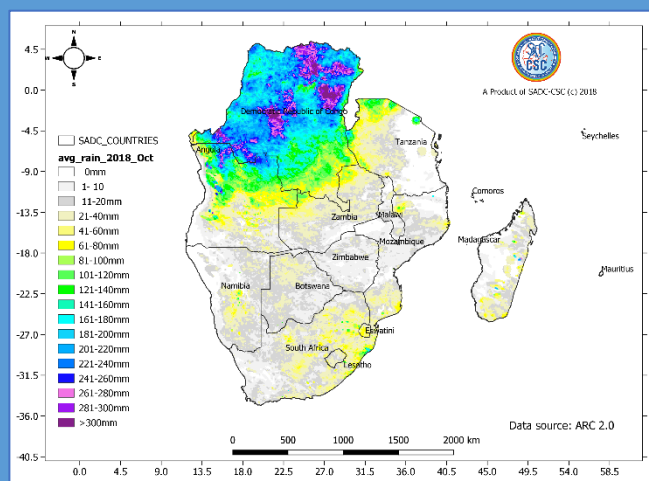 N
W E
S
SADC
CSC
A Product of SADC-CSC (c) 2018
4.5
0.0
-4.5
-9.0
-13.5
-18.0
-22.5
-27.0
-31.5
-36.0
-40.5
SADC_COUNTRIES
avg_rain_2018_Oct
0mm
1- 10
11-20mm
21-40mm
41-60mm
61-80mm
81-100mm
101-120mm
121-140mm
141-160mm
161-180mm
181-200mm
201-220mm
221-240mm
241-260mm
261-280mm
281-300mm
>300mm
Democratic Republic of Congo
Angola
Tanzania
Seychelles
Comoros
Zambia
Malawi
Mozambique
Madagascar
Zimbabwe
Mauritius
Namibia
Botswana
Eswatini
South Africa
Lesotho
Data source: ARC 2.0
0 500 1000 1500 2000 km
0.0 4.5 9.0 13.5 18.0 22.5 27.0 31.5 36.0 40.5 45.0 49.5 54.0 58.5